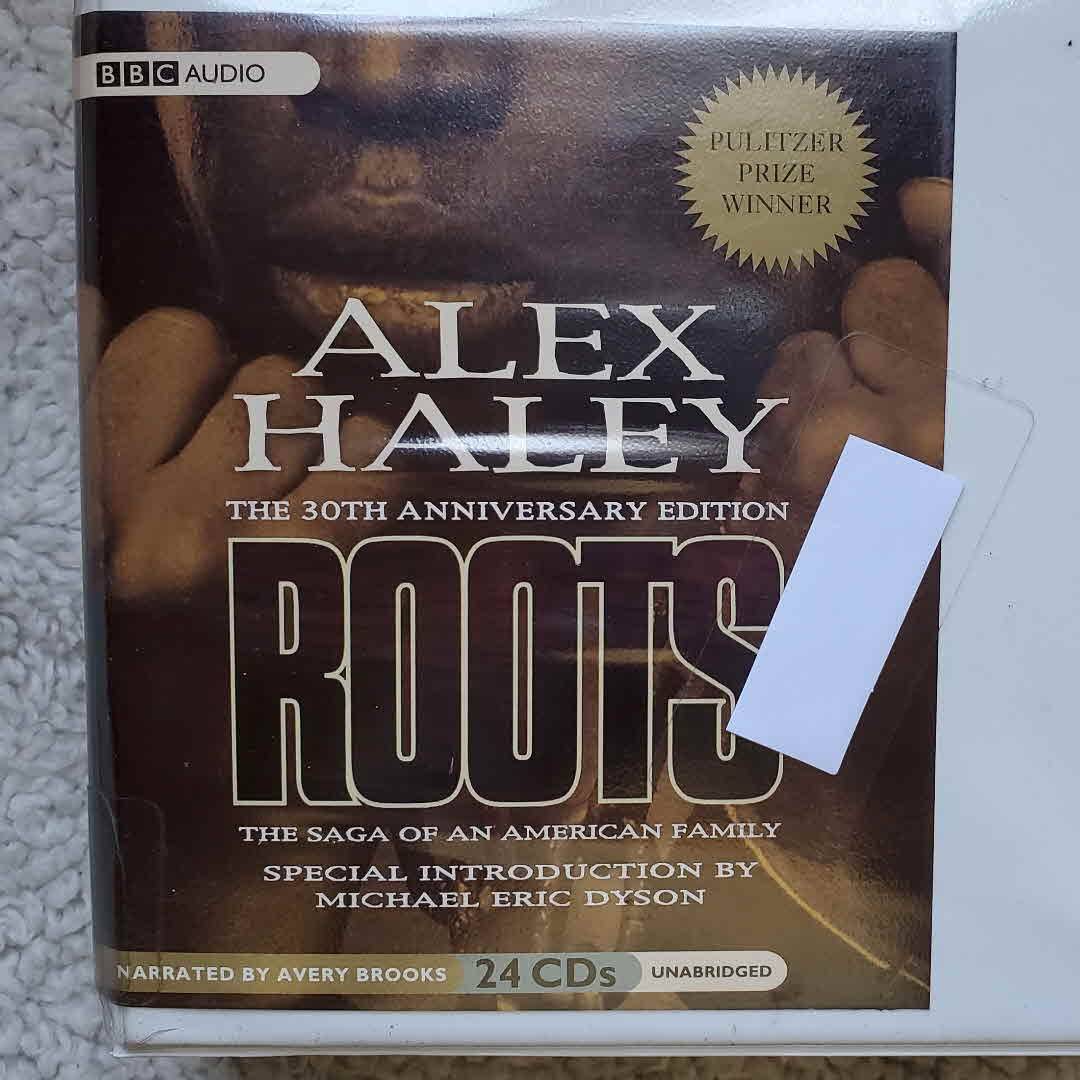 BBC AUDIO
PULITZER
PRIZE
WINNER
ALEX
HALEY
THE 30TH ANNIVERSARY EDITION
ROOTS
THE SAGA OF AN AMERICAN FAMILY
SPECIAL INTRODUCTION BY
MICHAEL ERIC DYSON
NARRATED BY AVERY BROOKS 24 CDs UNABRIDGED